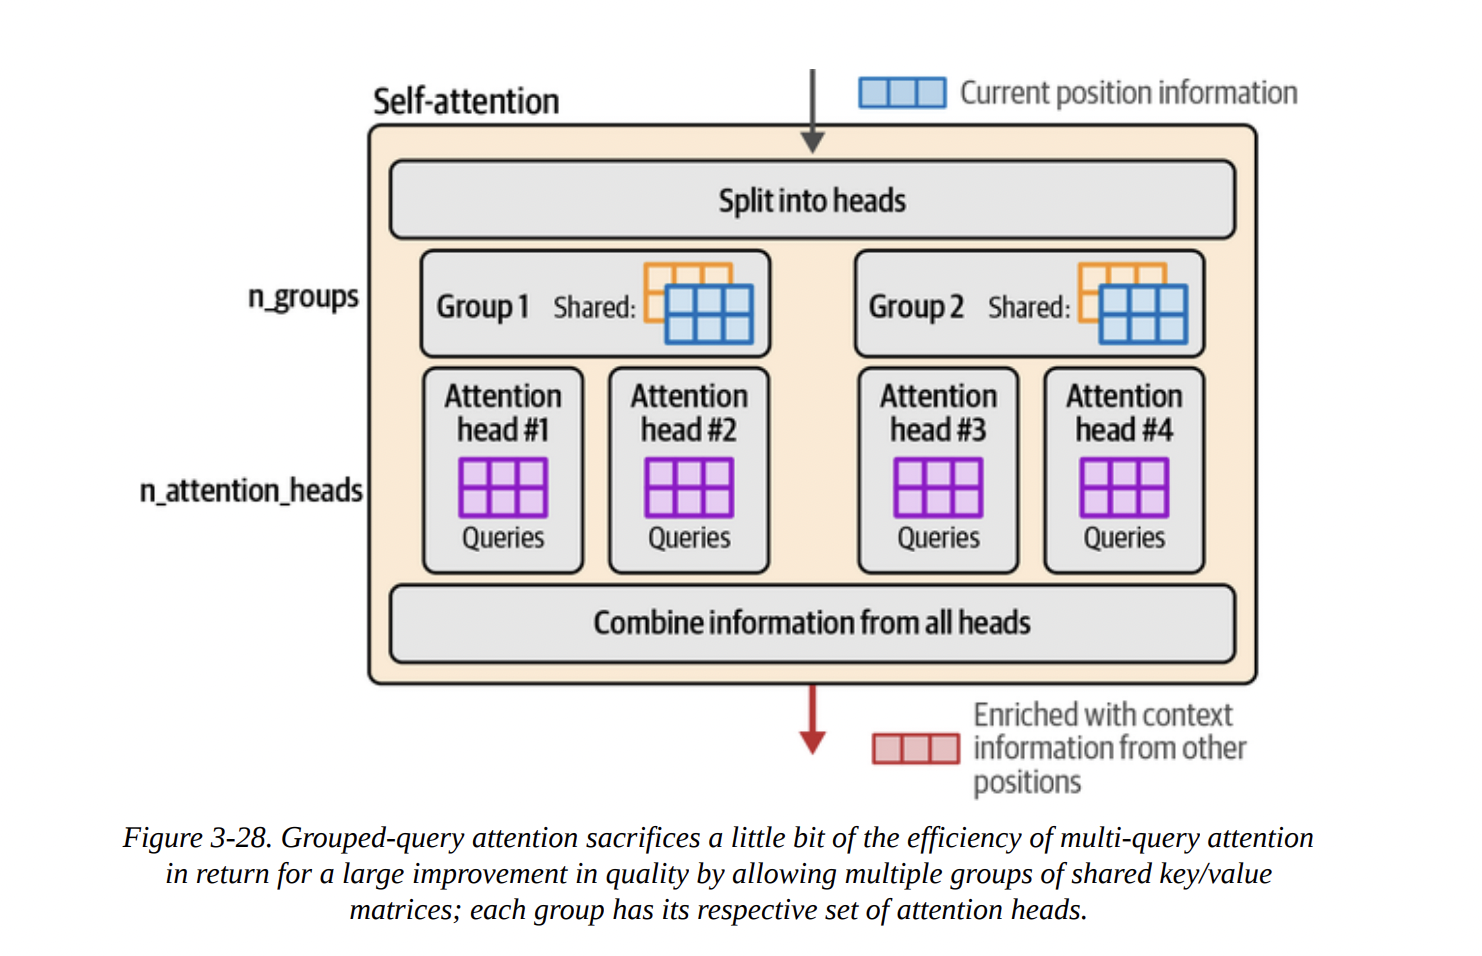 Self-attention
Current position information
Split into heads
n_groups
Group 1 Shared:
Group 2 Shared:
n_attention_heads
Attention
head #1
Queries
Attention
head #2
Queries
Attention
head #3
Queries
Attention
head #4
Queries
Combine information from all heads
Enriched with context
information from other
positions
Figure 3-28. Grouped-query attention sacrifices a little bit of the efficiency of multi-query attention
in return for a large improvement in quality by allowing multiple groups of shared key/value
matrices; each group has its respective set of attention heads.